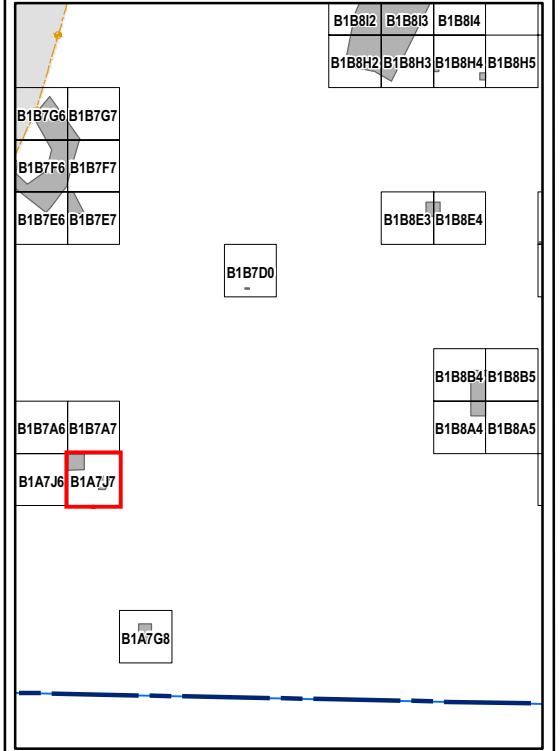 B1B8I2 B1B8I3 B1B8I4
B1B8H2 B1B8H3 B1B8H4 B1B8H5
B1B7G6 B1B7G7
B1B7F6 B1B7F7
B1B7E6 B1B7E7 B1B8E3 B1B8E4
B1B7D0
B1B8B4 B1B8B5
B1B7A6 B1B7A7 B1B8A4 B1B8A5
B1A7J6 B1A7J7
B1A7G8